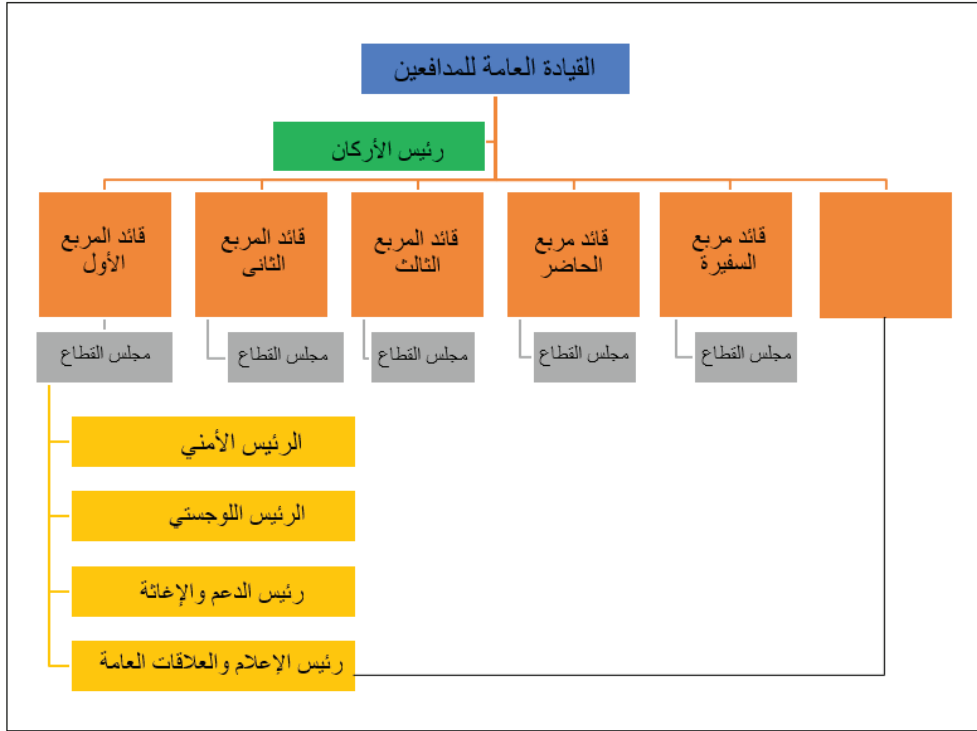 القيادة العامة للمدافعين
رئيس الأركان
قائد المربع
الأول
قائد المربع
الثانى
قائد المربع
الثالث
قائد مربع
الحاضر
قائد مربع
السفيرة
مجلس القطاع
مجلس القطاع
مجلس القطاع
مجلس القطاع
مجلس القطاع
الرئيس الأمني
الرئيس اللوجستي
رئيس الدعم والإغاثة
رئيس الإعلام والعلاقات العامة